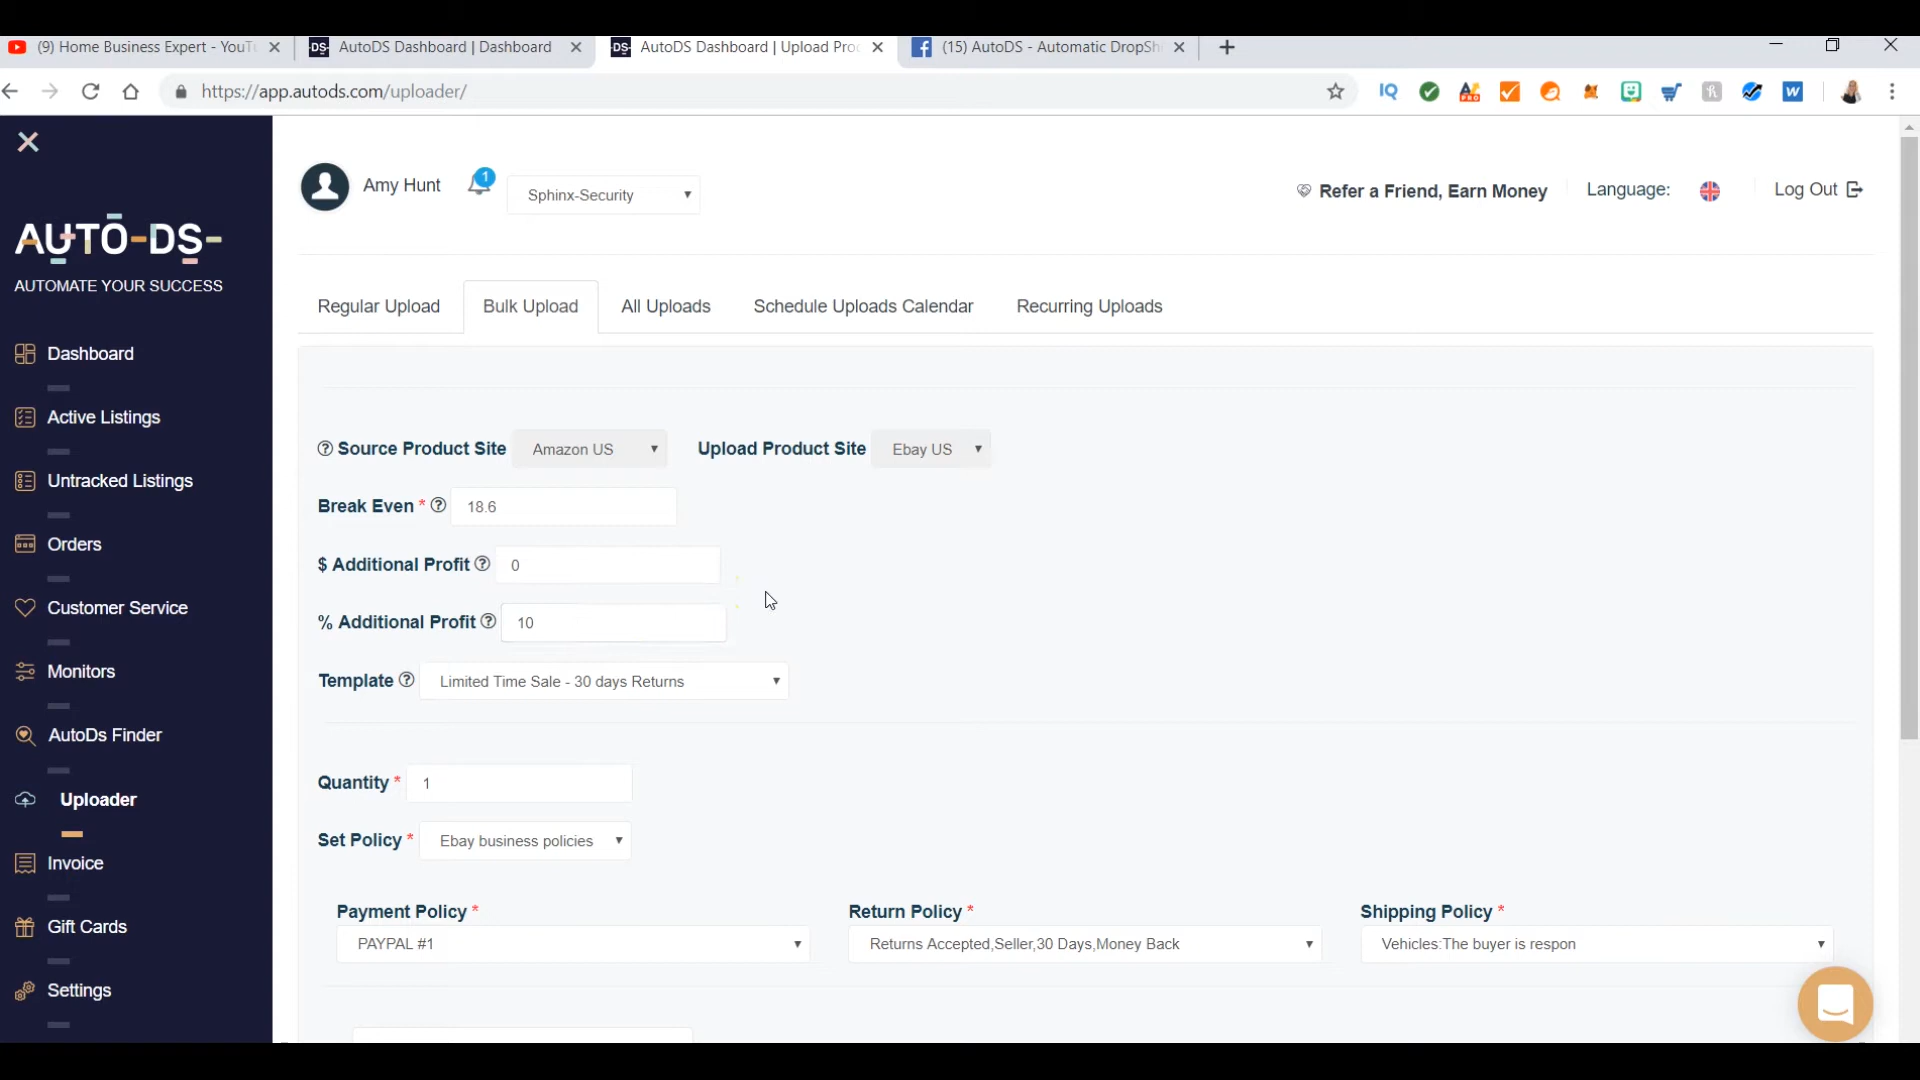 (9) Home Business Expert - YouT
AutoDS Dashboard | Dashboard
AutoDS Dashboard | Upload Pro
(15) AutoDS - Automatic DropSh
https://app.autods.com/uploader/
Amy Hunt
1
Sphinx-Security
Refer a Friend, Earn Money
Language:
Log Out
AUTO-DS-
AUTOMATE YOUR SUCCESS
Dashboard
Active Listings
Untracked Listings
Orders
Customer Service
Monitors
AutoDs Finder
Uploader
Invoice
Gift Cards
Settings
Regular Upload
Bulk Upload
All Uploads
Schedule Uploads Calendar
Recurring Uploads
Source Product Site Amazon US
Upload Product Site Ebay US
Break Even * 18.6
$ Additional Profit 0
% Additional Profit 10
Template Limited Time Sale - 30 days Returns
Quantity * 1
Set Policy * Ebay business policies
Payment Policy *
PAYPAL #1
Return Policy *
Returns Accepted,Seller,30 Days,Money Back
Shipping Policy *
Vehicles:The buyer is respon